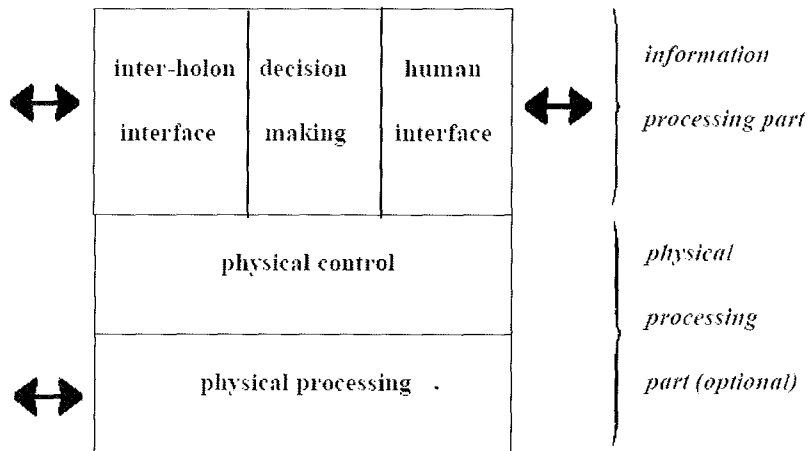 inter-holon interface
decision making
human interface
information processing part
physical control
physical processing
physical processing part (optional)